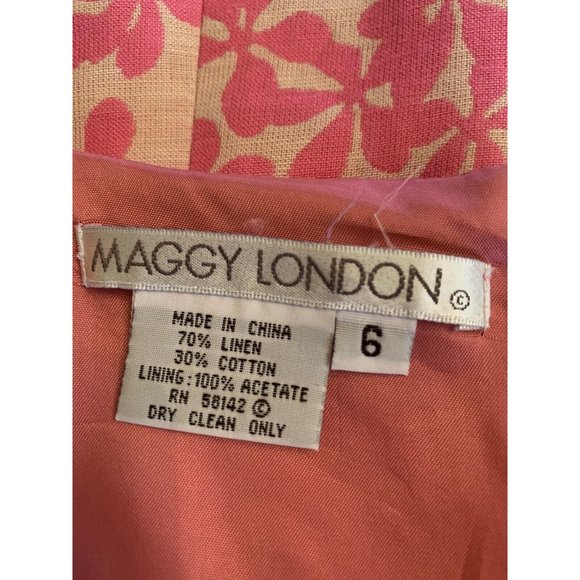 MAGGY LONDON ©
MADE IN CHINA
70% LINEN
30% COTTON
LINING:100% ACETATE
RN 58142 ©
DRY CLEAN ONLY
6